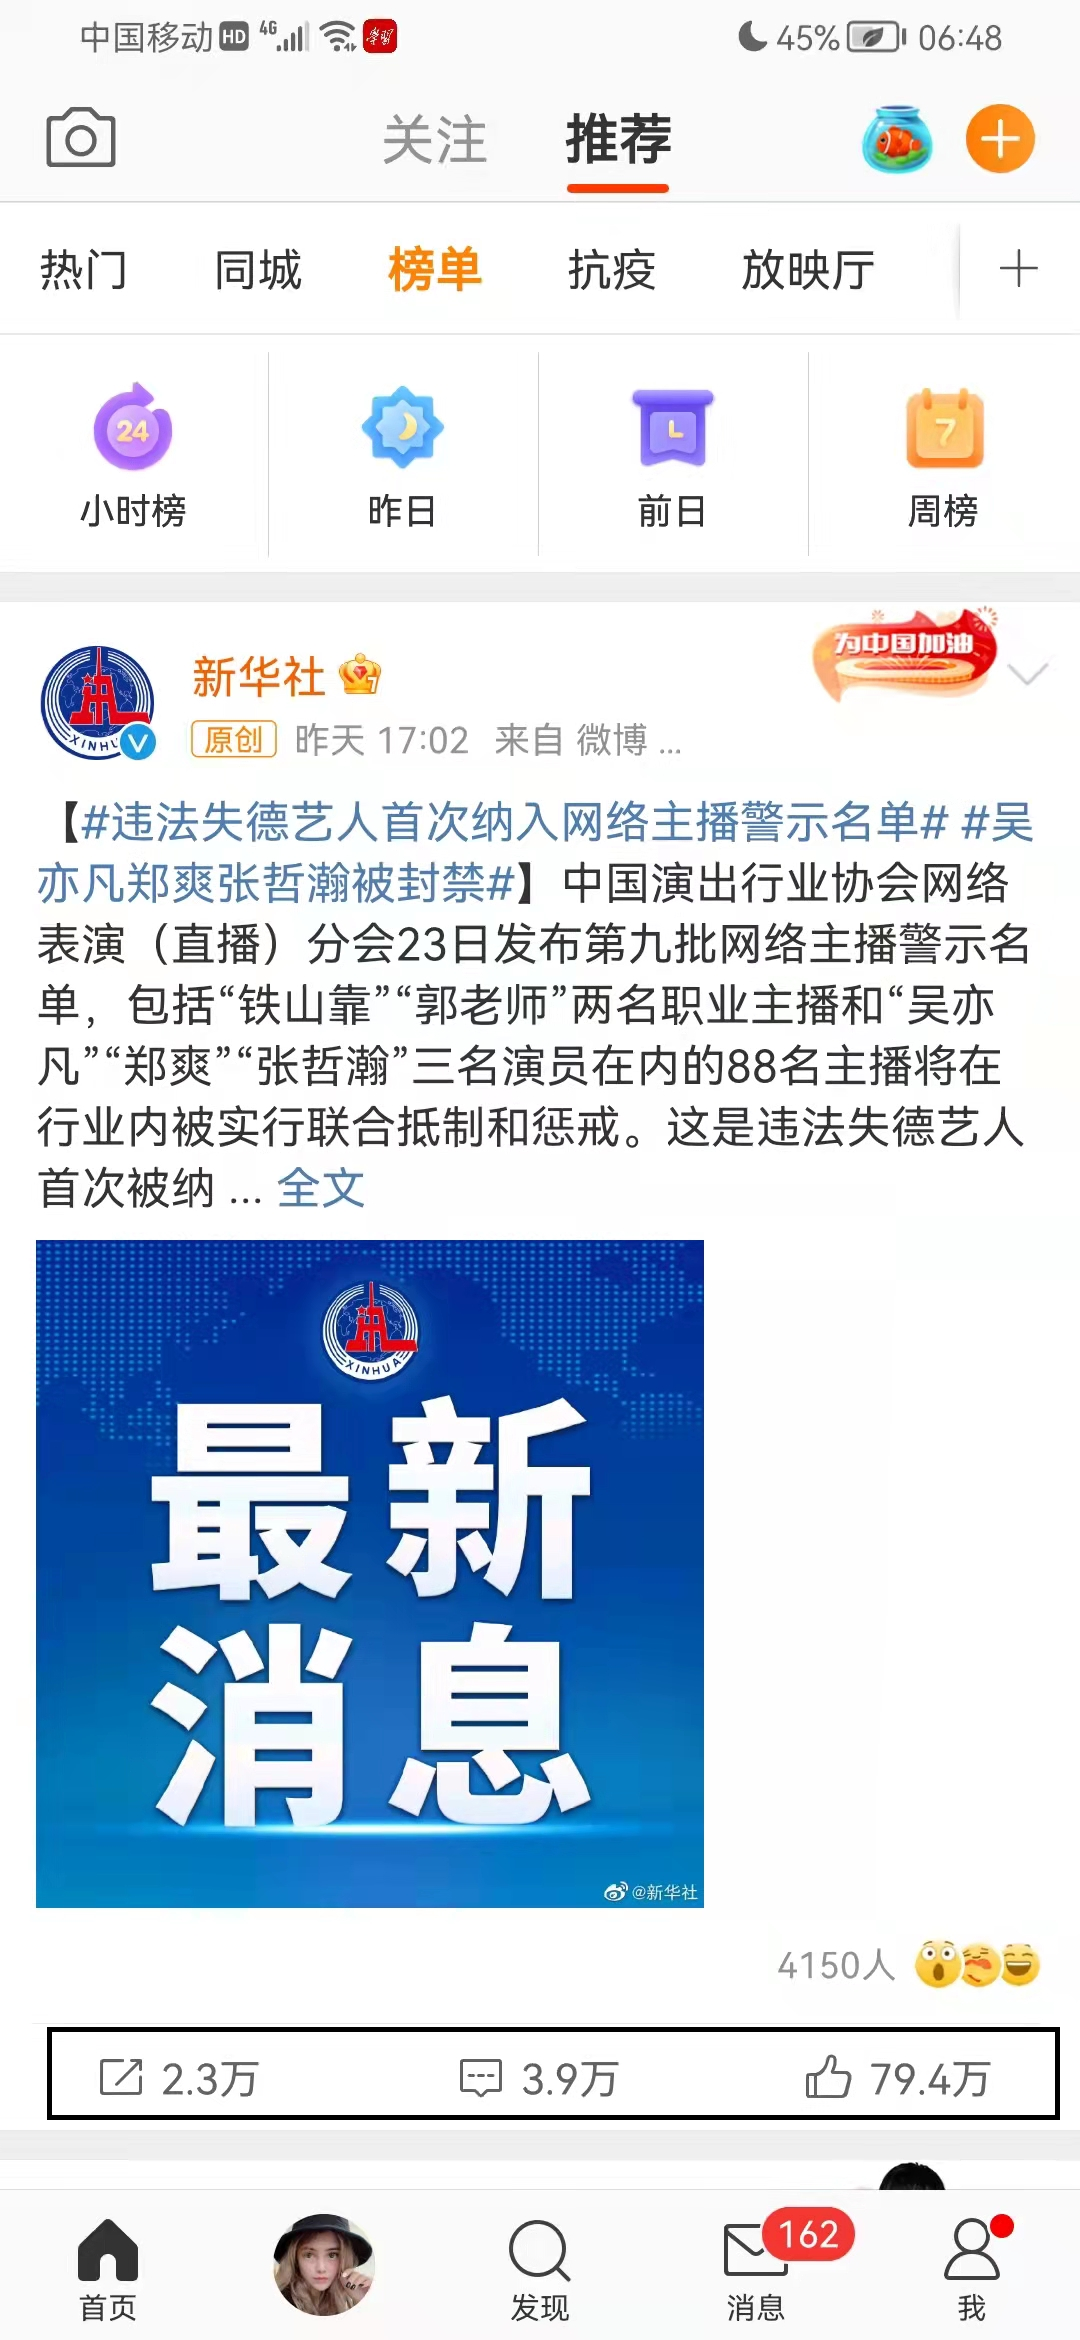 中国移动 HD 4G 学习 45% 06:48
关注 推荐
热门 同城 榜单 抗疫 放映厅
24 7
小时榜 昨日 前日 周榜
为中国加油
新华社
XINHU
原创 昨天 17:02 来自 微博 ...
【#违法失德艺人首次纳入网络主播警示名单# #吴
亦凡郑爽张哲瀚被封禁#】中国演出行业协会网络
表演（直播）分会23日发布第九批网络主播警示名
单，包括“铁山靠”“郭老师”两名职业主播和“吴亦
凡”“郑爽”“张哲瀚”三名演员在内的88名主播将在
行业内被实行联合抵制和惩戒。这是违法失德艺人
首次被纳 ... 全文
XINHUA
最新
消息
@新华社
4150人
2.3万 3.9万 79.4万
162
首页 发现 消息 我